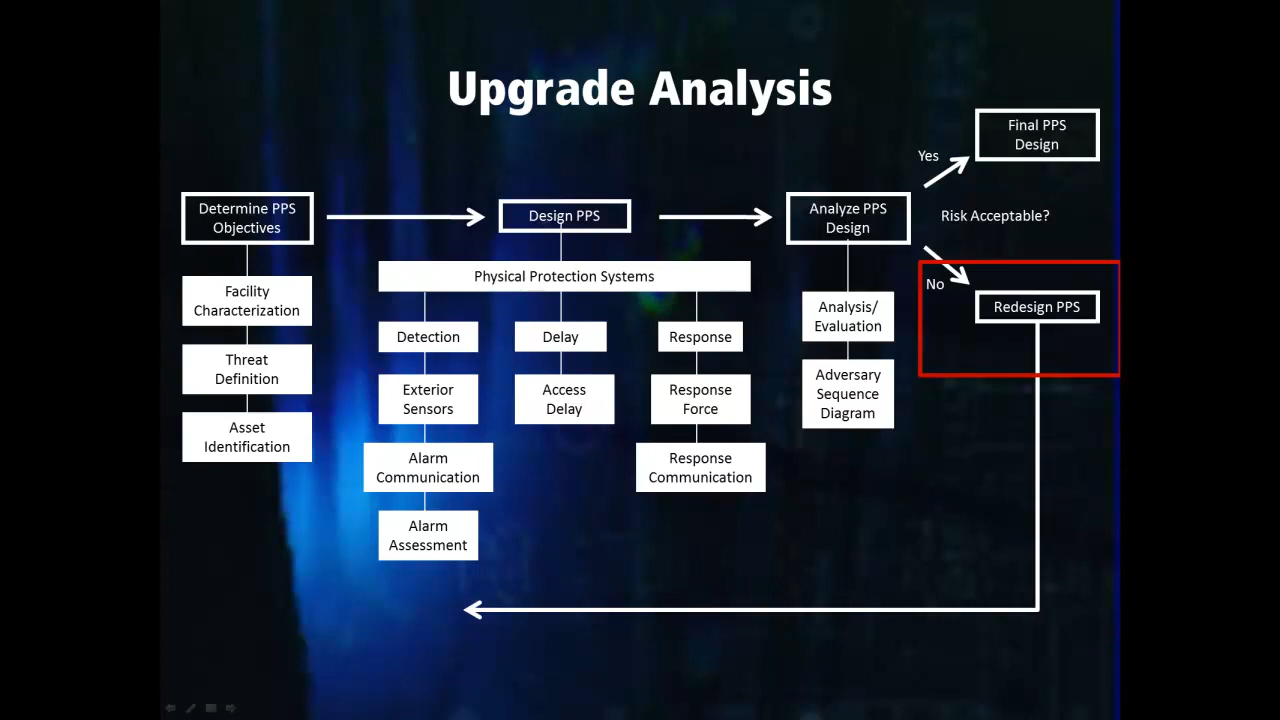 Upgrade Analysis
Final PPS
Design
Yes
Determine PPS
Objectives
Design PPS
Analyze PPS
Design
Risk Acceptable?
No
Redesign PPS
Physical Protection Systems
Facility
Characterization
Threat
Definition
Asset
Identification
Detection
Exterior
Sensors
Alarm
Communication
Alarm
Assessment
Delay
Access
Delay
Response
Response
Force
Response
Communication
Analysis/
Evaluation
Adversary
Sequence
Diagram